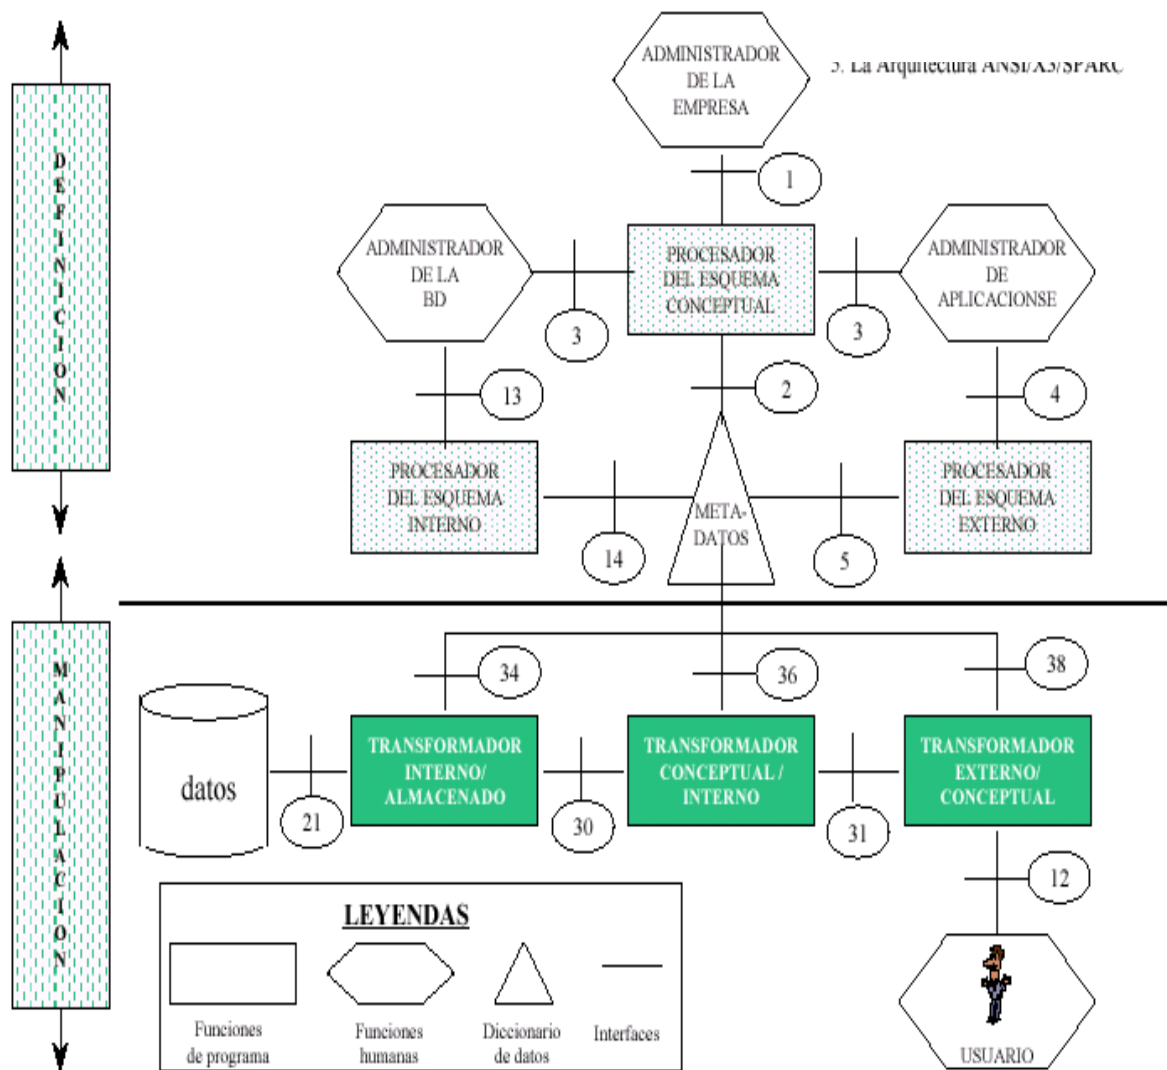 ADMINISTRADOR
DE LA
EMPRESA
3. La Arquitectura ANSI/X3/SPARC
1
DEFINICION
ADMINISTRADOR
DE LA
BD
3
PROCESADOR
DEL ESQUEMA
CONCEPTUAL
3
ADMINISTRADOR
DE
APLICACIONSE
13
2
4
PROCESADOR
DEL ESQUEMA
INTERNO
14
META-
DATOS
5
PROCESADOR
DEL ESQUEMA
EXTERNO
MANIPULACION
34
36
38
datos
21
TRANSFORMADOR
INTERNO/
ALMACENADO
30
TRANSFORMADOR
CONCEPTUAL /
INTERNO
31
TRANSFORMADOR
EXTERNO/
CONCEPTUAL
12
LEYENDAS
Funciones
de programa
Funciones
humanas
Diccionario
de datos
Interfaces
USUARIO